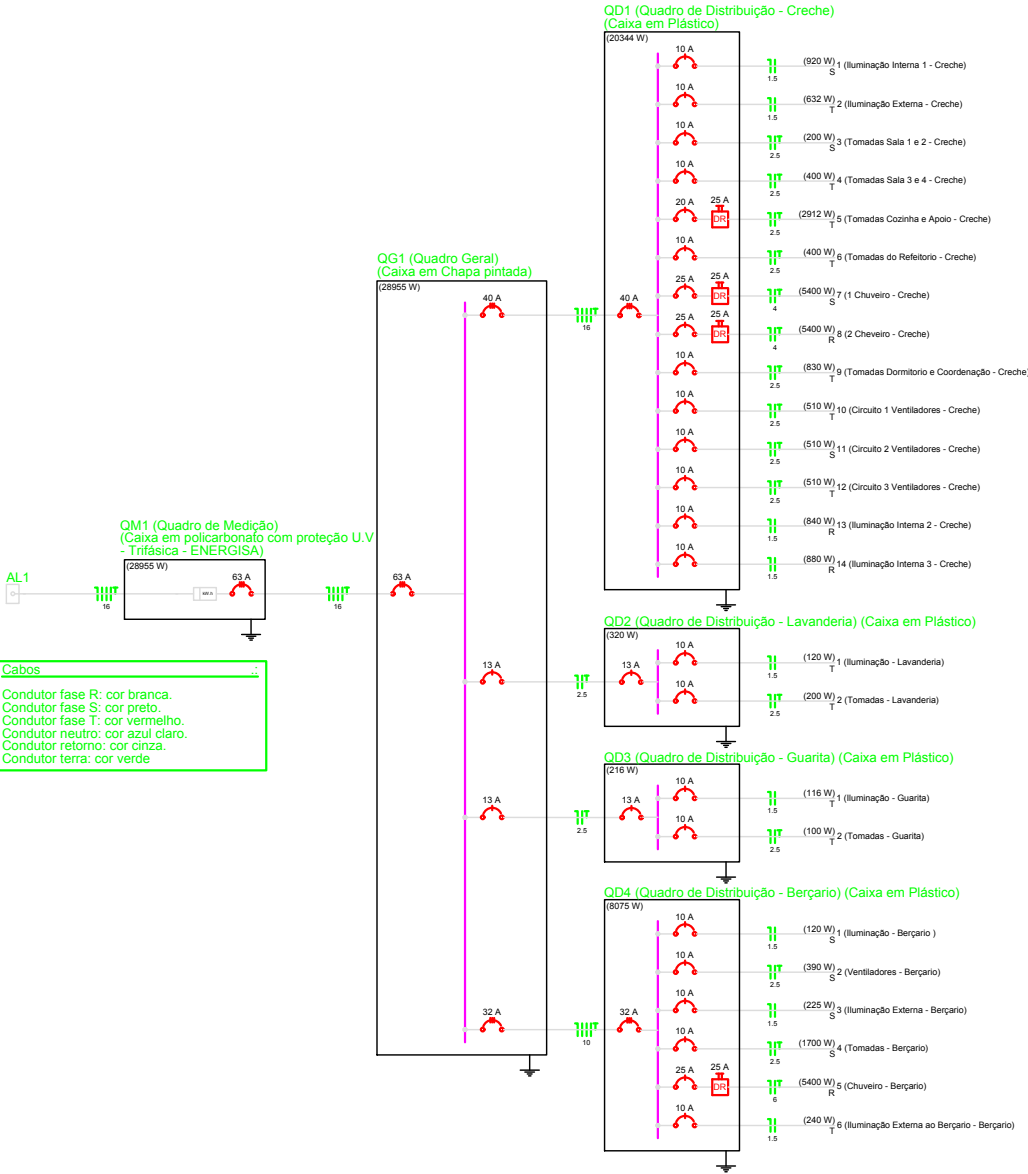 QD1 (Quadro de Distribuição - Creche)
(Caixa em Plástico)
(20344 W)
10 A
1.5
(920 W)
S
1 (Iluminação Interna 1 - Creche)
10 A
1.5
(632 W)
T
2 (Iluminação Externa - Creche)
10 A
2.5
(200 W)
S
3 (Tomadas Sala 1 e 2 - Creche)
10 A
2.5
(400 W)
T
4 (Tomadas Sala 3 e 4 - Creche)
20 A
25 A
DR
2.5
(2912 W)
T
5 (Tomadas Cozinha e Apoio - Creche)
10 A
2.5
(400 W)
T
6 (Tomadas do Refeitorio - Creche)
25 A
25 A
DR
4
(5400 W)
S
7 (1 Chuveiro - Creche)
25 A
25 A
DR
4
(5400 W)
R
8 (2 Cheveiro - Creche)
10 A
2.5
(830 W)
T
9 (Tomadas Dormitorio e Coordenação - Creche)
10 A
2.5
(510 W)
T
10 (Circuito 1 Ventiladores - Creche)
10 A
2.5
(510 W)
S
11 (Circuito 2 Ventiladores - Creche)
10 A
2.5
(510 W)
T
12 (Circuito 3 Ventiladores - Creche)
10 A
1.5
(840 W)
R
13 (Iluminação Interna 2 - Creche)
10 A
1.5
(880 W)
R
14 (Iluminação Interna 3 - Creche)
QG1 (Quadro Geral)
(Caixa em Chapa pintada)
(28955 W)
40 A
16
40 A
QM1 (Quadro de Medição)
(Caixa em policarbonato com proteção U.V
- Trifásica - ENERGISA)
(28955 W)
AL1
16
63 A
16
63 A
Cabos .:
Condutor fase R: cor branca.
Condutor fase S: cor preto.
Condutor fase T: cor vermelho.
Condutor neutro: cor azul claro.
Condutor retorno: cor cinza.
Condutor terra: cor verde
13 A
2.5
13 A
QD2 (Quadro de Distribuição - Lavanderia) (Caixa em Plástico)
(320 W)
10 A
1.5
(120 W)
T
1 (Iluminação - Lavanderia)
10 A
2.5
(200 W)
T
2 (Tomadas - Lavanderia)
13 A
2.5
13 A
QD3 (Quadro de Distribuição - Guarita) (Caixa em Plástico)
(216 W)
10 A
1.5
(116 W)
T
1 (Iluminação - Guarita)
10 A
2.5
(100 W)
T
2 (Tomadas - Guarita)
32 A
10
32 A
QD4 (Quadro de Distribuição - Berçario) (Caixa em Plástico)
(8075 W)
10 A
1.5
(120 W)
S
1 (Iluminação - Berçario )
10 A
2.5
(390 W)
S
2 (Ventiladores - Berçario)
10 A
1.5
(225 W)
S
3 (Iluminação Externa - Berçario)
10 A
2.5
(1700 W)
S
4 (Tomadas - Berçario)
25 A
25 A
DR
6
(5400 W)
R
5 (Chuveiro - Berçario)
10 A
1.5
(240 W)
T
6 (Iluminação Externa ao Berçario - Berçario)